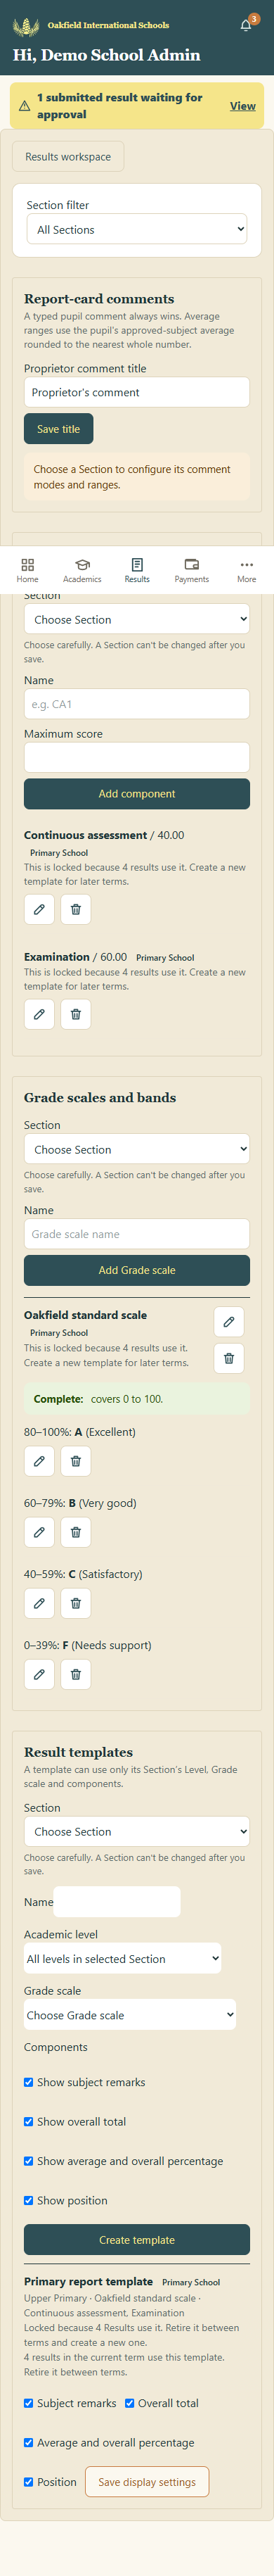 Oakfield International Schools
3
Hi, Demo School Admin
1 submitted result waiting for
approval
View
Results workspace
Section filter
All Sections
Report-card comments
A typed pupil comment always wins. Average
ranges use the pupil's approved-subject average
rounded to the nearest whole number.
Proprietor comment title
Proprietor's comment
Save title
Choose a Section to configure its comment
modes and ranges.
Home
Academics
Results
Payments
More
Section
Choose Section
Choose carefully. A Section can't be changed after you
save.
Name
e.g. CA1
Maximum score
Add component
Continuous assessment / 40.00
Primary School
This is locked because 4 results use it. Create a new
template for later terms.
Examination / 60.00 Primary School
This is locked because 4 results use it. Create a new
template for later terms.
Grade scales and bands
Section
Choose Section
Choose carefully. A Section can't be changed after you
save.
Name
Grade scale name
Add Grade scale
Oakfield standard scale
Primary School
This is locked because 4 results use it.
Create a new template for later terms.
Complete: covers 0 to 100.
80–100%: A (Excellent)
60–79%: B (Very good)
40–59%: C (Satisfactory)
0–39%: F (Needs support)
Result templates
A template can use only its Section's Level, Grade
scale and components.
Section
Choose Section
Choose carefully. A Section can't be changed after you
save.
Name
Academic level
All levels in selected Section
Grade scale
Choose Grade scale
Components
Show subject remarks
Show overall total
Show average and overall percentage
Show position
Create template
Primary report template Primary School
Upper Primary · Oakfield standard scale ·
Continuous assessment, Examination
Locked because 4 Results use it. Retire it between
terms and create a new one.
4 results in the current term use this template.
Retire it between terms.
Subject remarks Overall total
Average and overall percentage
Position Save display settings